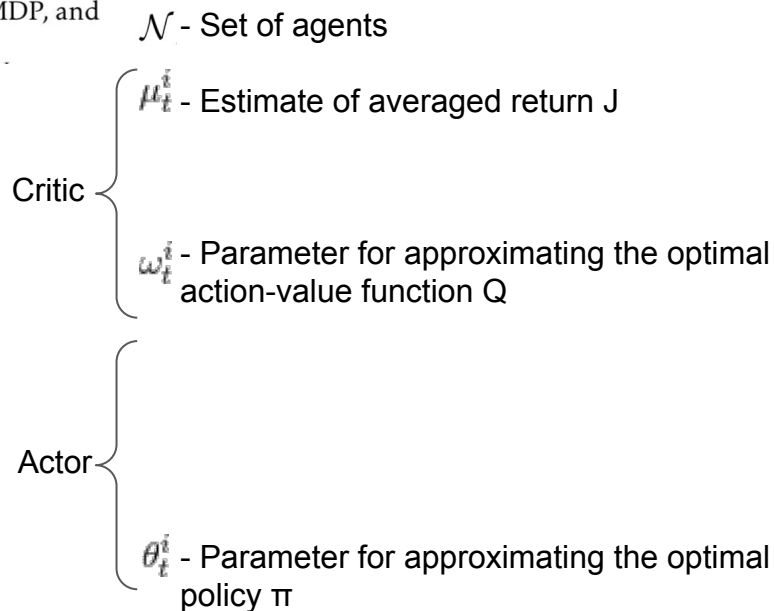 MDP, and
𝒩 - Set of agents
μ_t^i - Estimate of averaged return J
Critic
ω_t^i - Parameter for approximating the optimal
action-value function Q
Actor
θ_t^i - Parameter for approximating the optimal
policy π